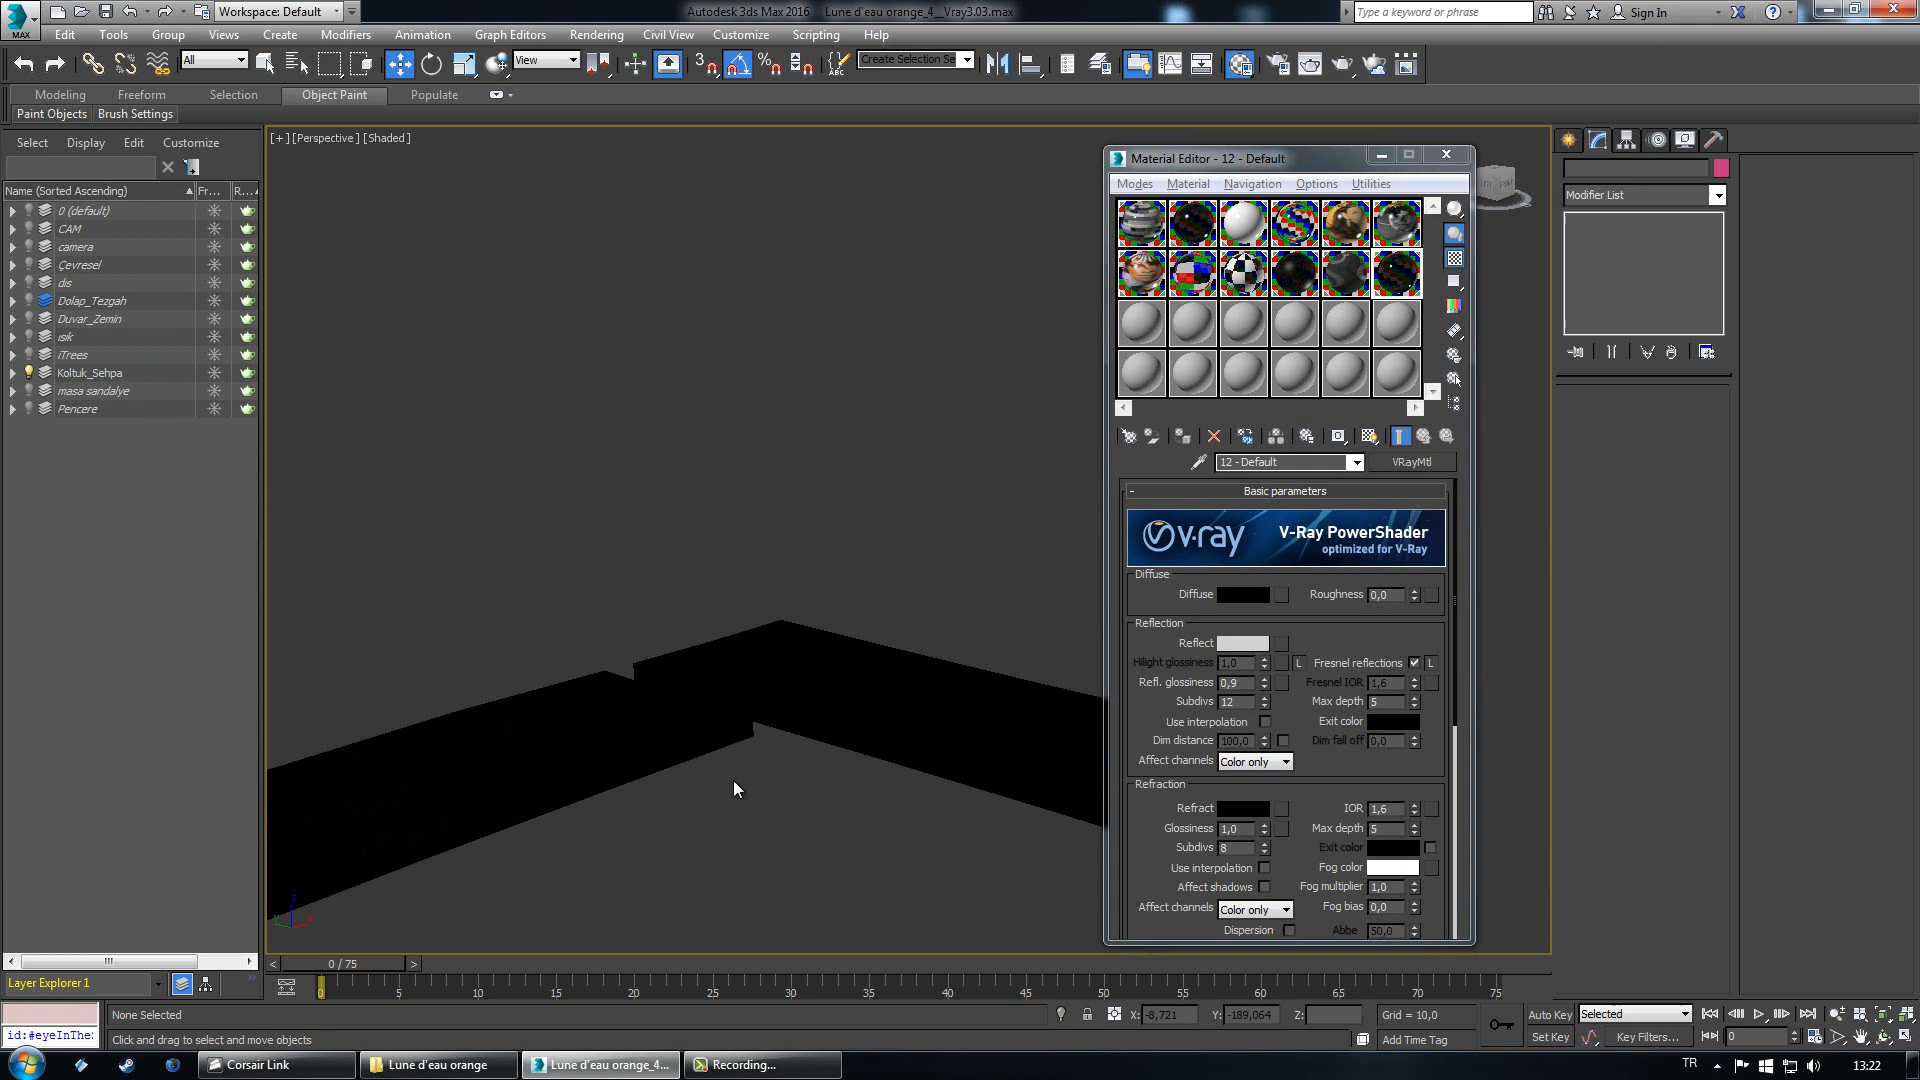 MAX
Workspace: Default
Autodesk 3ds Max 2016
Lune d'eau orange_4__Vray3.03.max
Type a keyword or phrase
Sign In
Edit Tools Group Views Create Modifiers Animation Graph Editors Rendering Civil View Customize Scripting Help
All
View
Create Selection Se
Modeling Freeform Selection Object Paint Populate
Paint Objects Brush Settings
Select Display Edit Customize
Name (Sorted Ascending) Fr... R...
0 (default)
CAM
camera
Çevresel
dis
Dolap_Tezgah
Duvar_Zemin
ısik
iTrees
Koltuk_Sehpa
masa sandalye
Pencere
Layer Explorer 1
[+] [Perspective] [Shaded]
Material Editor - 12 - Default
Modes Material Navigation Options Utilities
12 - Default
VRayMtl
Basic parameters
v·ray
V-Ray PowerShader
optimized for V-Ray
Diffuse
Diffuse Roughness 0,0
Reflection
Reflect
Hilight glossiness 1,0 L Fresnel reflections L
Refl. glossiness 0,9 Fresnel IOR 1,6
Subdivs 12 Max depth 5
Use interpolation Exit color
Dim distance 100,0 Dim fall off 0,0
Affect channels Color only
Refraction
Refract IOR 1,6
Glossiness 1,0 Max depth 5
Subdivs 8 Exit color
Use interpolation Fog color
Affect shadows Fog multiplier 1,0
Affect channels Color only Fog bias 0,0
Dispersion Abbe 50,0
Modifier List
0 / 75
0 5 10 15 20 25 30 35 40 45 50 55 60 65 70 75
None Selected
X: -8,721 Y: -189,064 Z:
Grid = 10,0
Auto Key Selected
id:#eyeInThe
Click and drag to select and move objects
Add Time Tag
Set Key Key Filters... 0
Corsair Link
Lune d'eau orange
Lune d'eau orange_4...
Recording...
TR
13:22